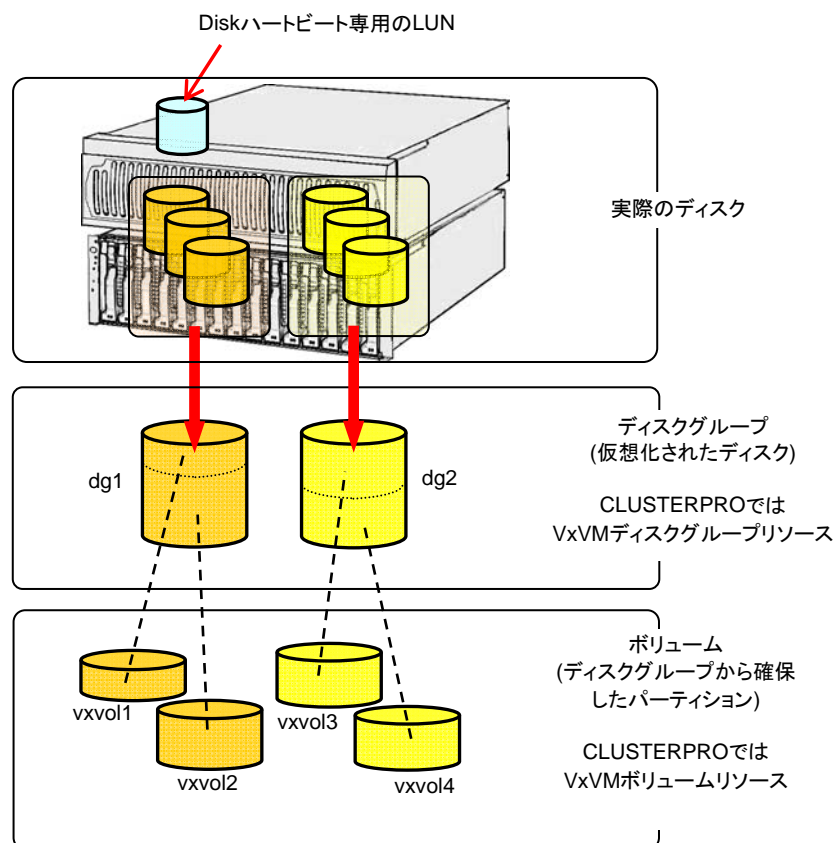 Diskハートビート専用のLUN
実際のディスク
ディスクグループ
(仮想化されたディスク)
dg1
dg2
CLUSTERPROでは
VxVMディスクグループリソース
ボリューム
(ディスクグループから確保
したパーティション)
vxvol1
vxvol3
vxvol2
vxvol4
CLUSTERPROでは
VxVMボリュームリソース